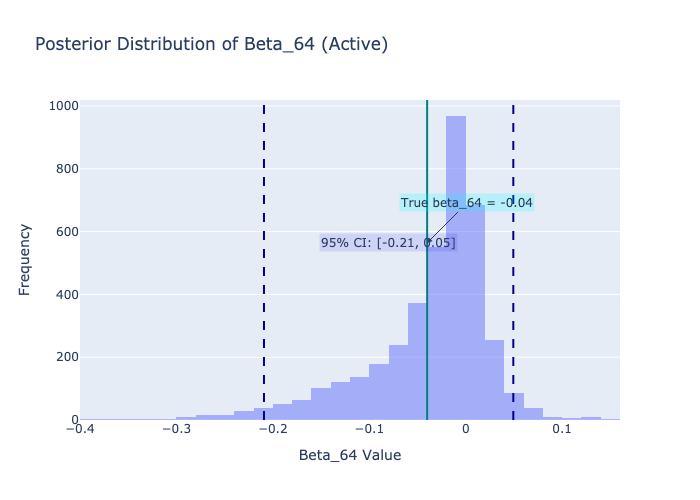 Posterior Distribution of Beta_64 (Active)
1000
800
True beta_64 = -0.04
600
95% CI: [-0.21, 0.05]
Frequency
400
200
0
−0.4
−0.3
−0.2
−0.1
0
0.1
Beta_64 Value